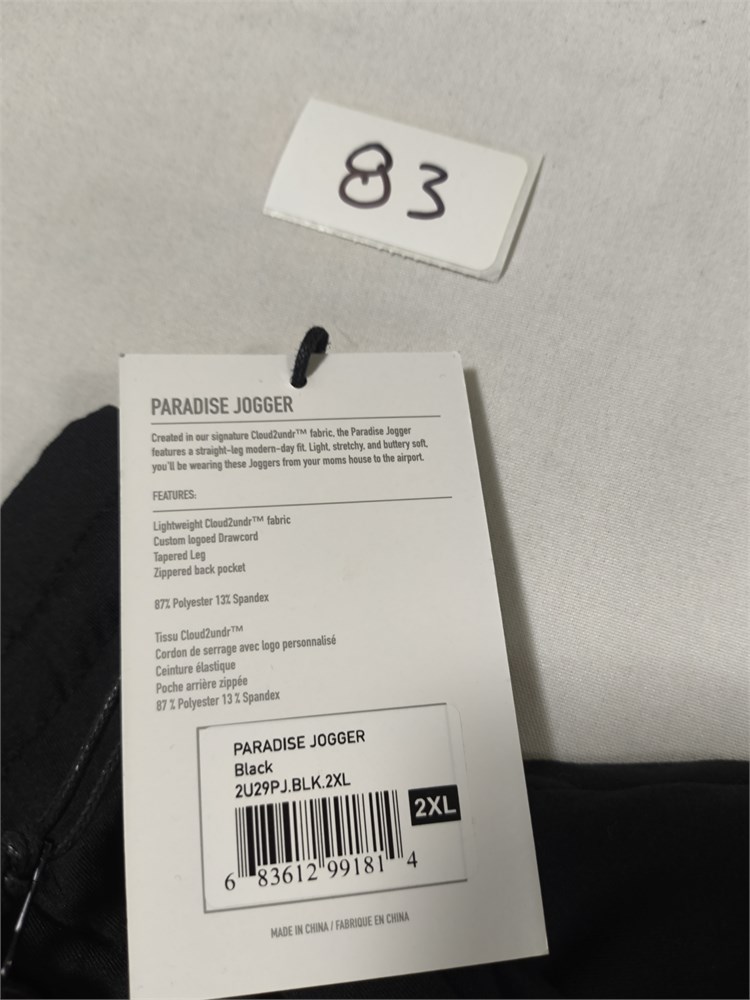 83
PARADISE JOGGER
Created in our signature Cloud2undr™ fabric, the Paradise Jogger
features a straight-leg modern-day fit. Light, stretchy, and buttery soft,
you'll be wearing these Joggers from your moms house to the airport.
FEATURES:
Lightweight Cloud2undr™ fabric
Custom logoed Drawcord
Tapered Leg
Zippered back pocket
87% Polyester 13% Spandex
Tissu Cloud2undr™
Cordon de serrage avec logo personnalisé
Ceinture élastique
Poche arrière zippée
87 % Polyester 13 % Spandex
PARADISE JOGGER
Black
2U29PJ.BLK.2XL
2XL
6 83612 99181 4
MADE IN CHINA / FABRIQUE EN CHINA